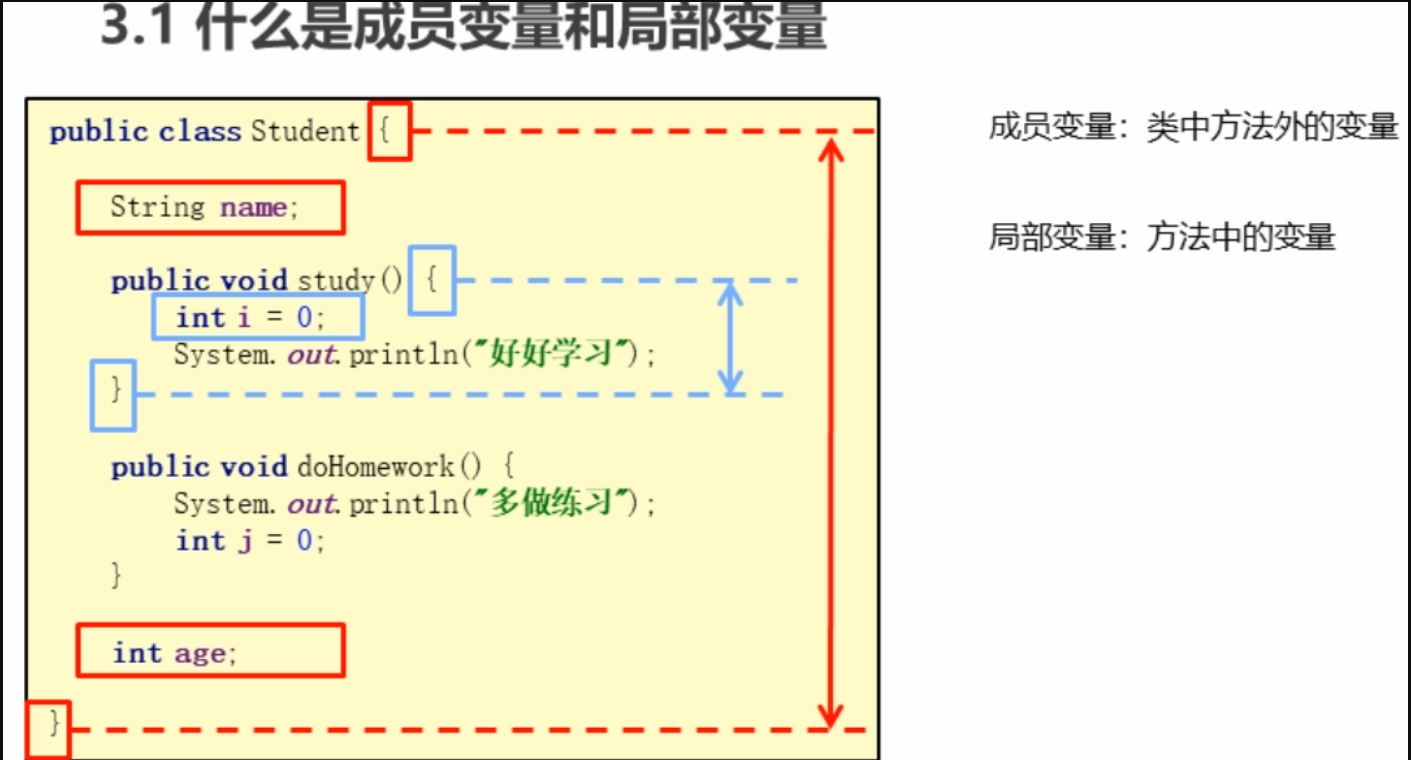 3.1 什么是成员变量和局部变量
public class Student {
成员变量：类中方法外的变量
String name;
局部变量：方法中的变量
public void study() {
int i = 0;
System.out.println("好好学习");
}
public void doHomework() {
System.out.println("多做练习");
int j = 0;
}
int age;
}